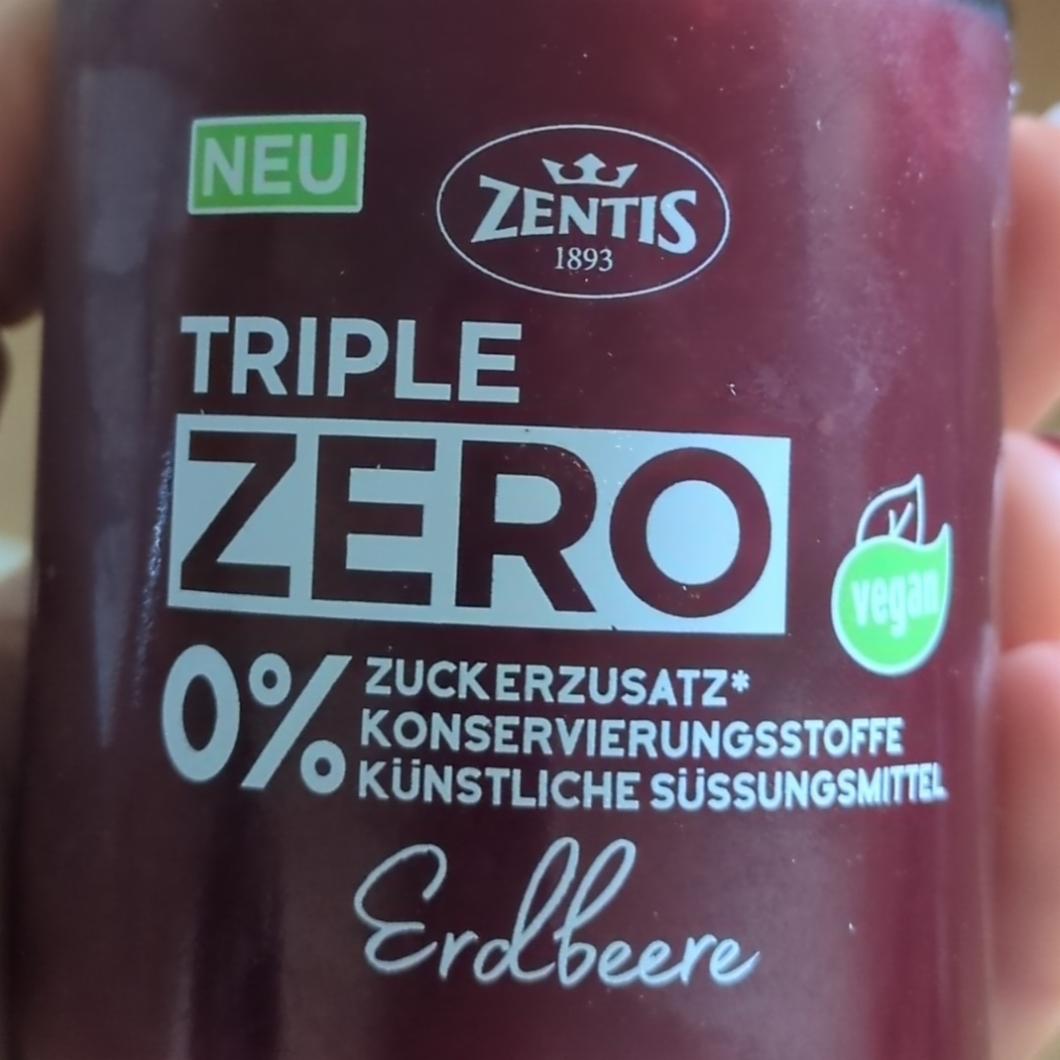 NEU
ZENTIS
1893
TRIPLE
ZERO
vegan
0% ZUCKERZUSATZ*
KONSERVIERUNGSSTOFFE
KÜNSTLICHE SÜSSUNGSMITTEL
Erdbeere